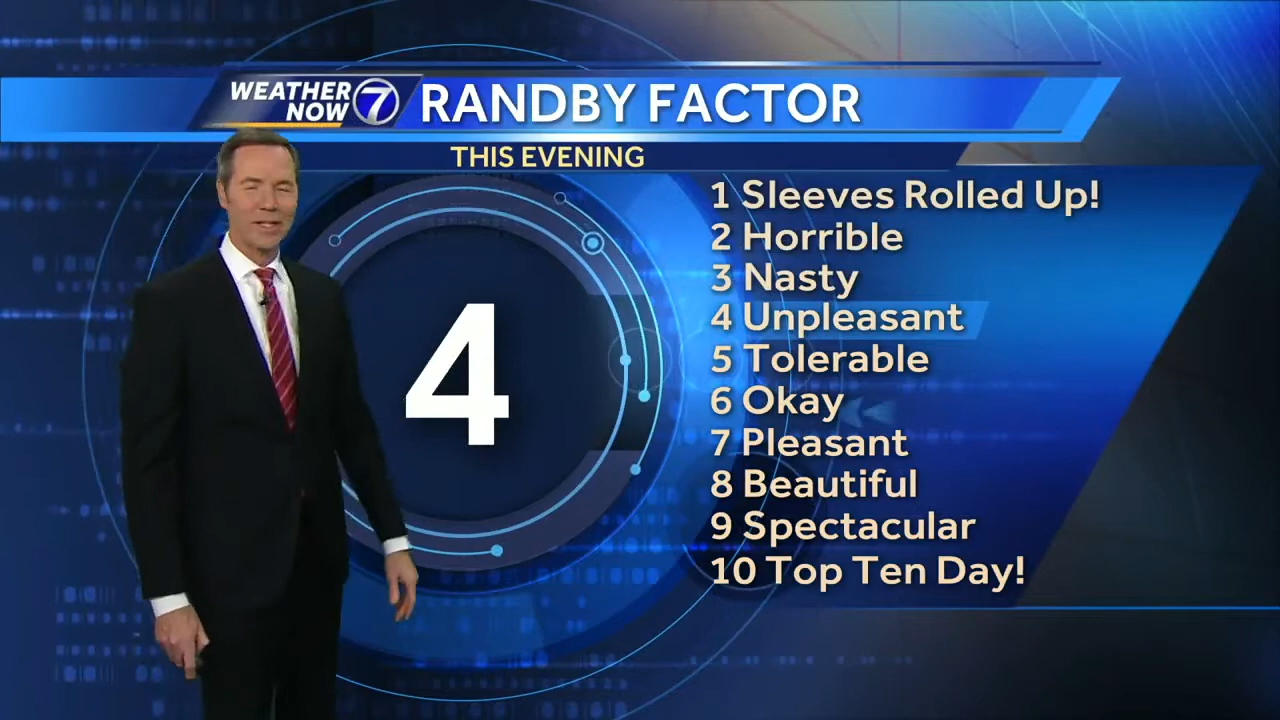 WEATHER
NOW 7
RANDBY FACTOR
THIS EVENING
4
1 Sleeves Rolled Up!
2 Horrible
3 Nasty
4 Unpleasant
5 Tolerable
6 Okay
7 Pleasant
8 Beautiful
9 Spectacular
10 Top Ten Day!